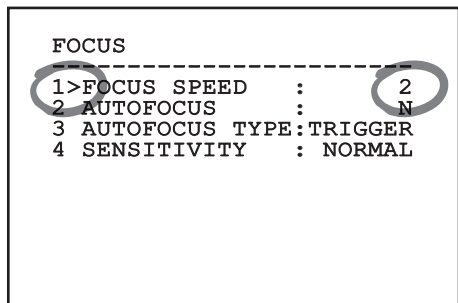 FOCUS
------------------------
1>FOCUS SPEED : 2
2 AUTOFOCUS : N
3 AUTOFOCUS TYPE:TRIGGER
4 SENSITIVITY : NORMAL